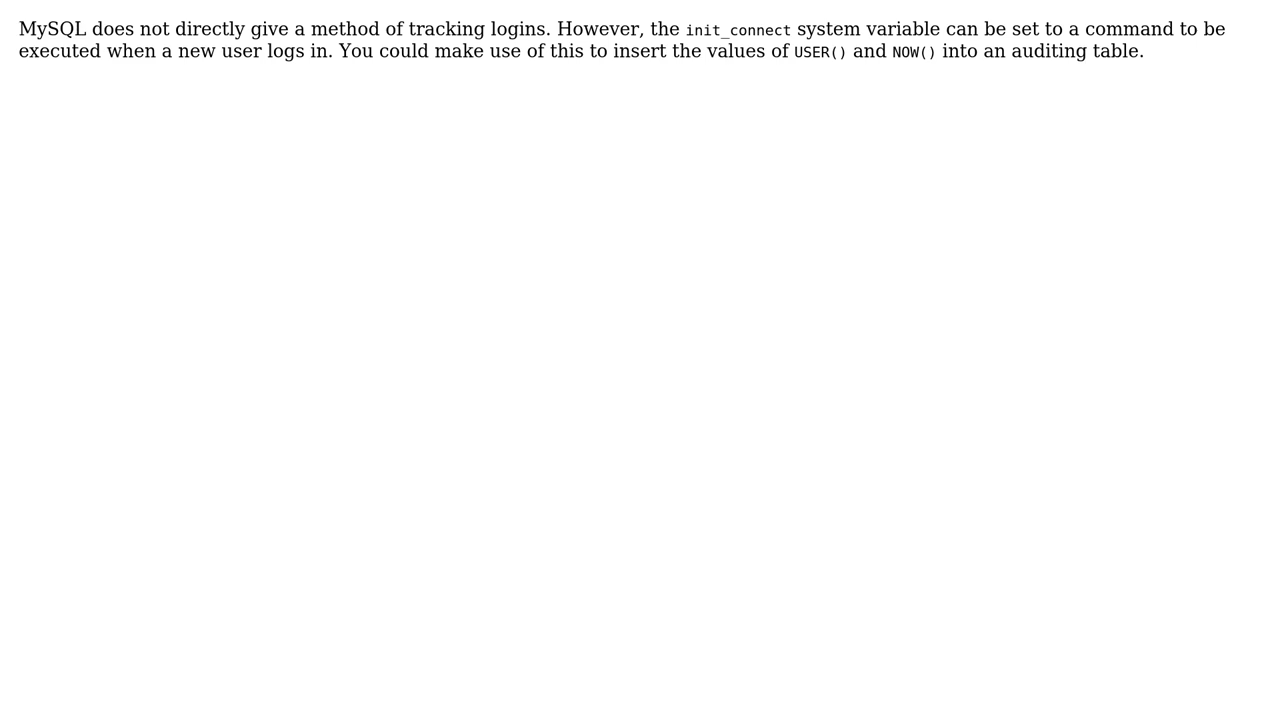 MySQL does not directly give a method of tracking logins. However, the init_connect system variable can be set to a command to be
executed when a new user logs in. You could make use of this to insert the values of USER() and NOW() into an auditing table.